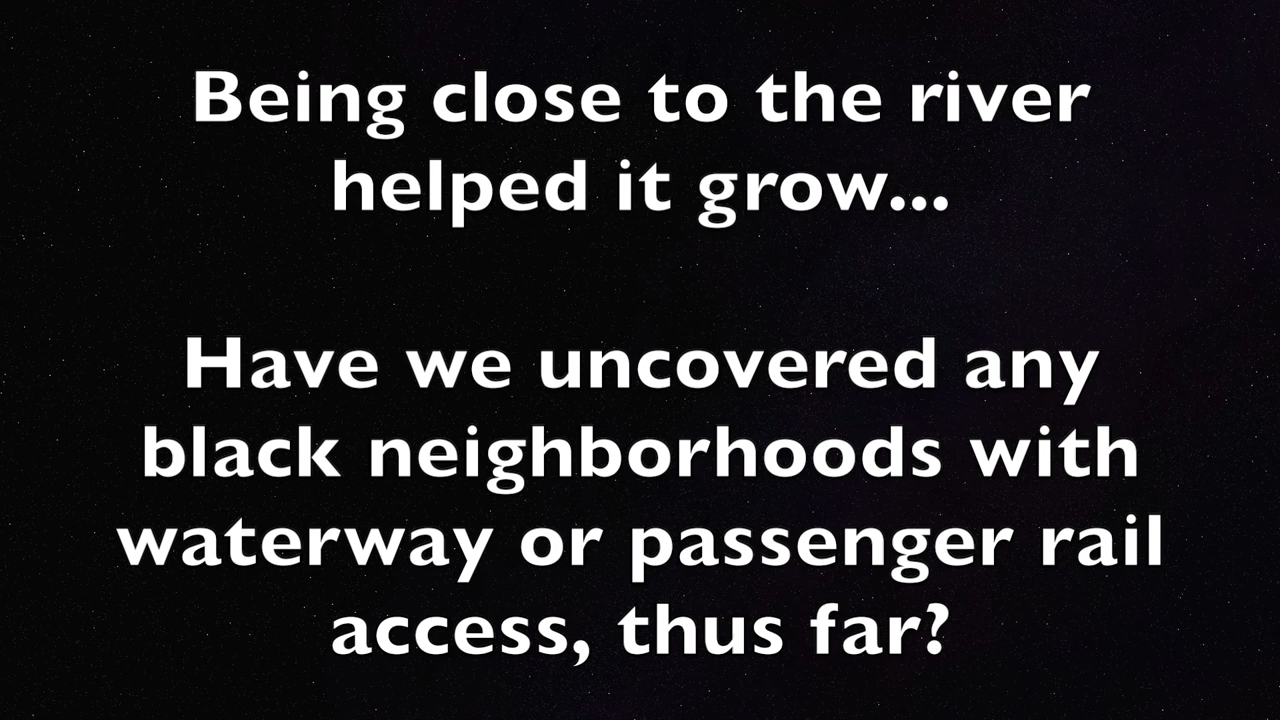 Being close to the river
helped it grow...
Have we uncovered any
black neighborhoods with
waterway or passenger rail
access, thus far?